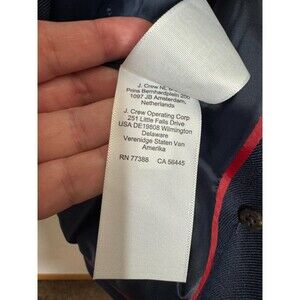 J. Crew NL
Prins Bernhardplein 200
1097 JB Amsterdam,
Netherlands
J. Crew Operating Corp
251 Little Falls Drive
USA DE19808 Wilmington
Delaware
Verenidge Staten Van
Amerika
RN 77388 CA 56445